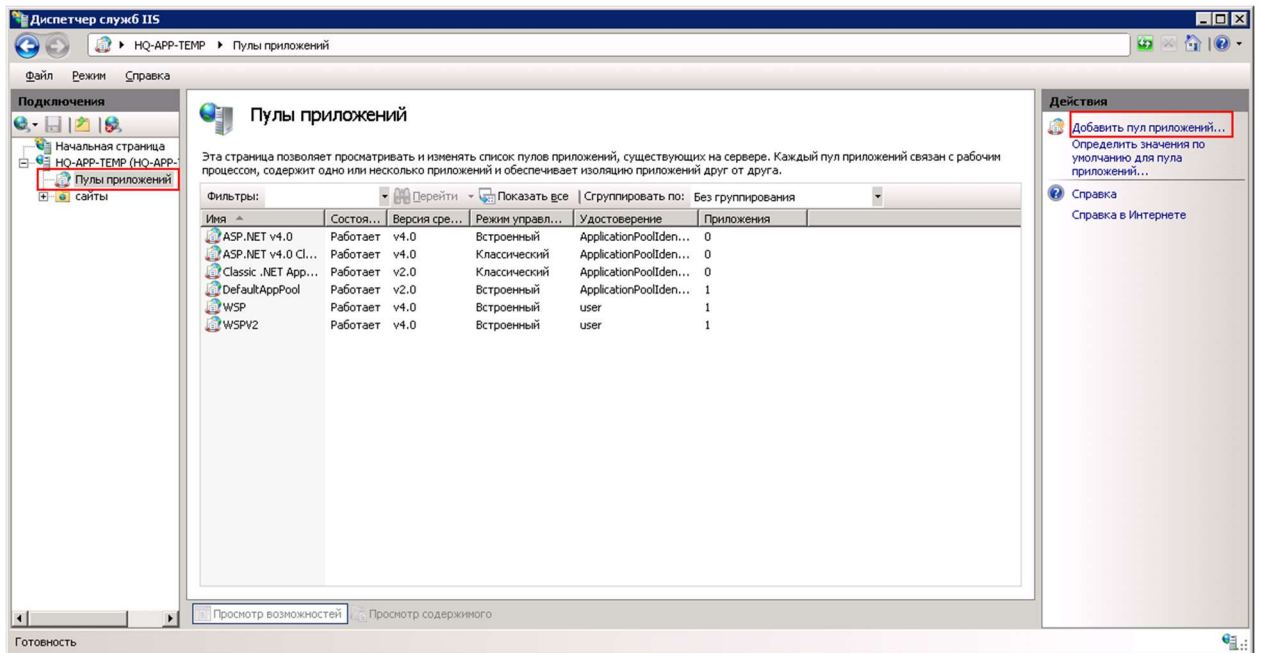 Диспетчер служб IIS
HQ-APP-TEMP Пулы приложений
Файл Режим Справка
Подключения
Начальная страница
HQ-APP-TEMP (HQ-APP-
Пулы приложений
сайты
Пулы приложений
Эта страница позволяет просматривать и изменять список пулов приложений, существующих на сервере. Каждый пул приложений связан с рабочим
процессом, содержит одно или несколько приложений и обеспечивает изоляцию приложений друг от друга.
Фильтры: Перейти Показать все Сгруппировать по: Без группирования
Имя Состоя... Версия сре... Режим управл... Удостоверение Приложения
ASP.NET v4.0 Работает v4.0 Встроенный ApplicationPoolIden... 0
ASP.NET v4.0 Cl... Работает v4.0 Классический ApplicationPoolIden... 0
Classic .NET App... Работает v2.0 Классический ApplicationPoolIden... 0
DefaultAppPool Работает v2.0 Встроенный ApplicationPoolIden... 1
WSP Работает v4.0 Встроенный user 1
WSPV2 Работает v4.0 Встроенный user 1
Просмотр возможностей Просмотр содержимого
Действия
Добавить пул приложений...
Определить значения по
умолчанию для пула
приложений...
Справка
Справка в Интернете
Готовность